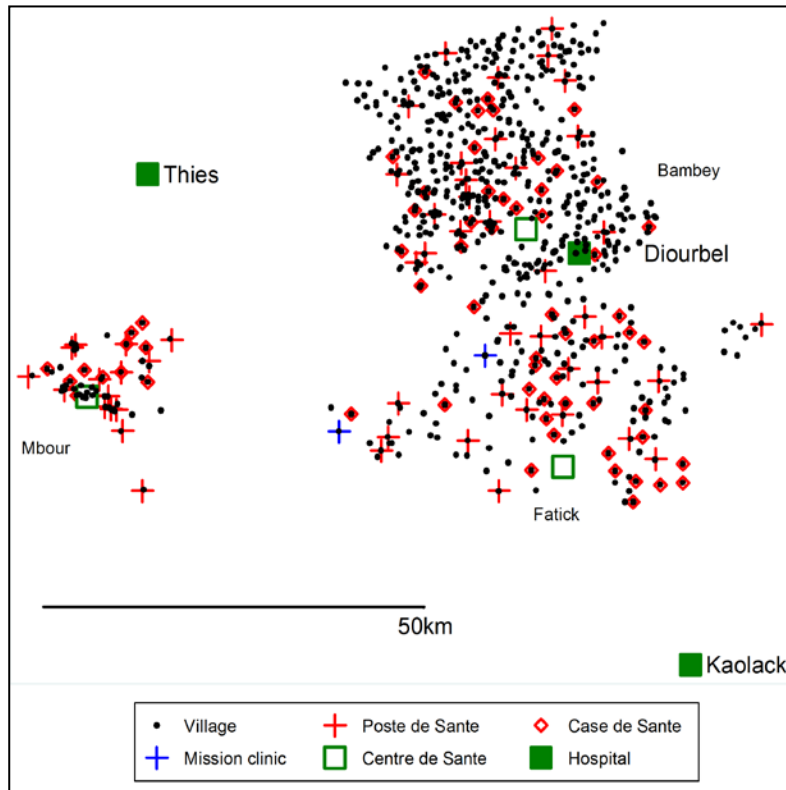 Bambey
Thies
Diourbel
Mbour
Fatick
50km
Kaolack
Village
Poste de Sante
Case de Sante
Mission clinic
Centre de Sante
Hospital